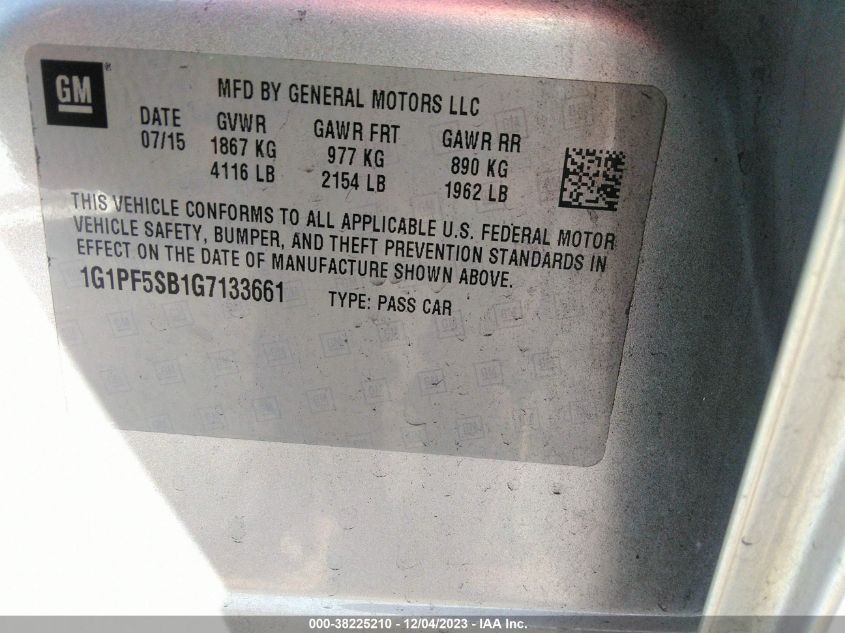 GM
MFD BY GENERAL MOTORS LLC
DATE GVWR GAWR FRT GAWR RR
07/15 1867 KG 977 KG 890 KG
4116 LB 2154 LB 1962 LB
THIS VEHICLE CONFORMS TO ALL APPLICABLE U.S. FEDERAL MOTOR
VEHICLE SAFETY, BUMPER, AND THEFT PREVENTION STANDARDS IN
EFFECT ON THE DATE OF MANUFACTURE SHOWN ABOVE.
1G1PF5SB1G7133661 TYPE: PASS CAR
000-38225210 - 12/04/2023 - IAA Inc.